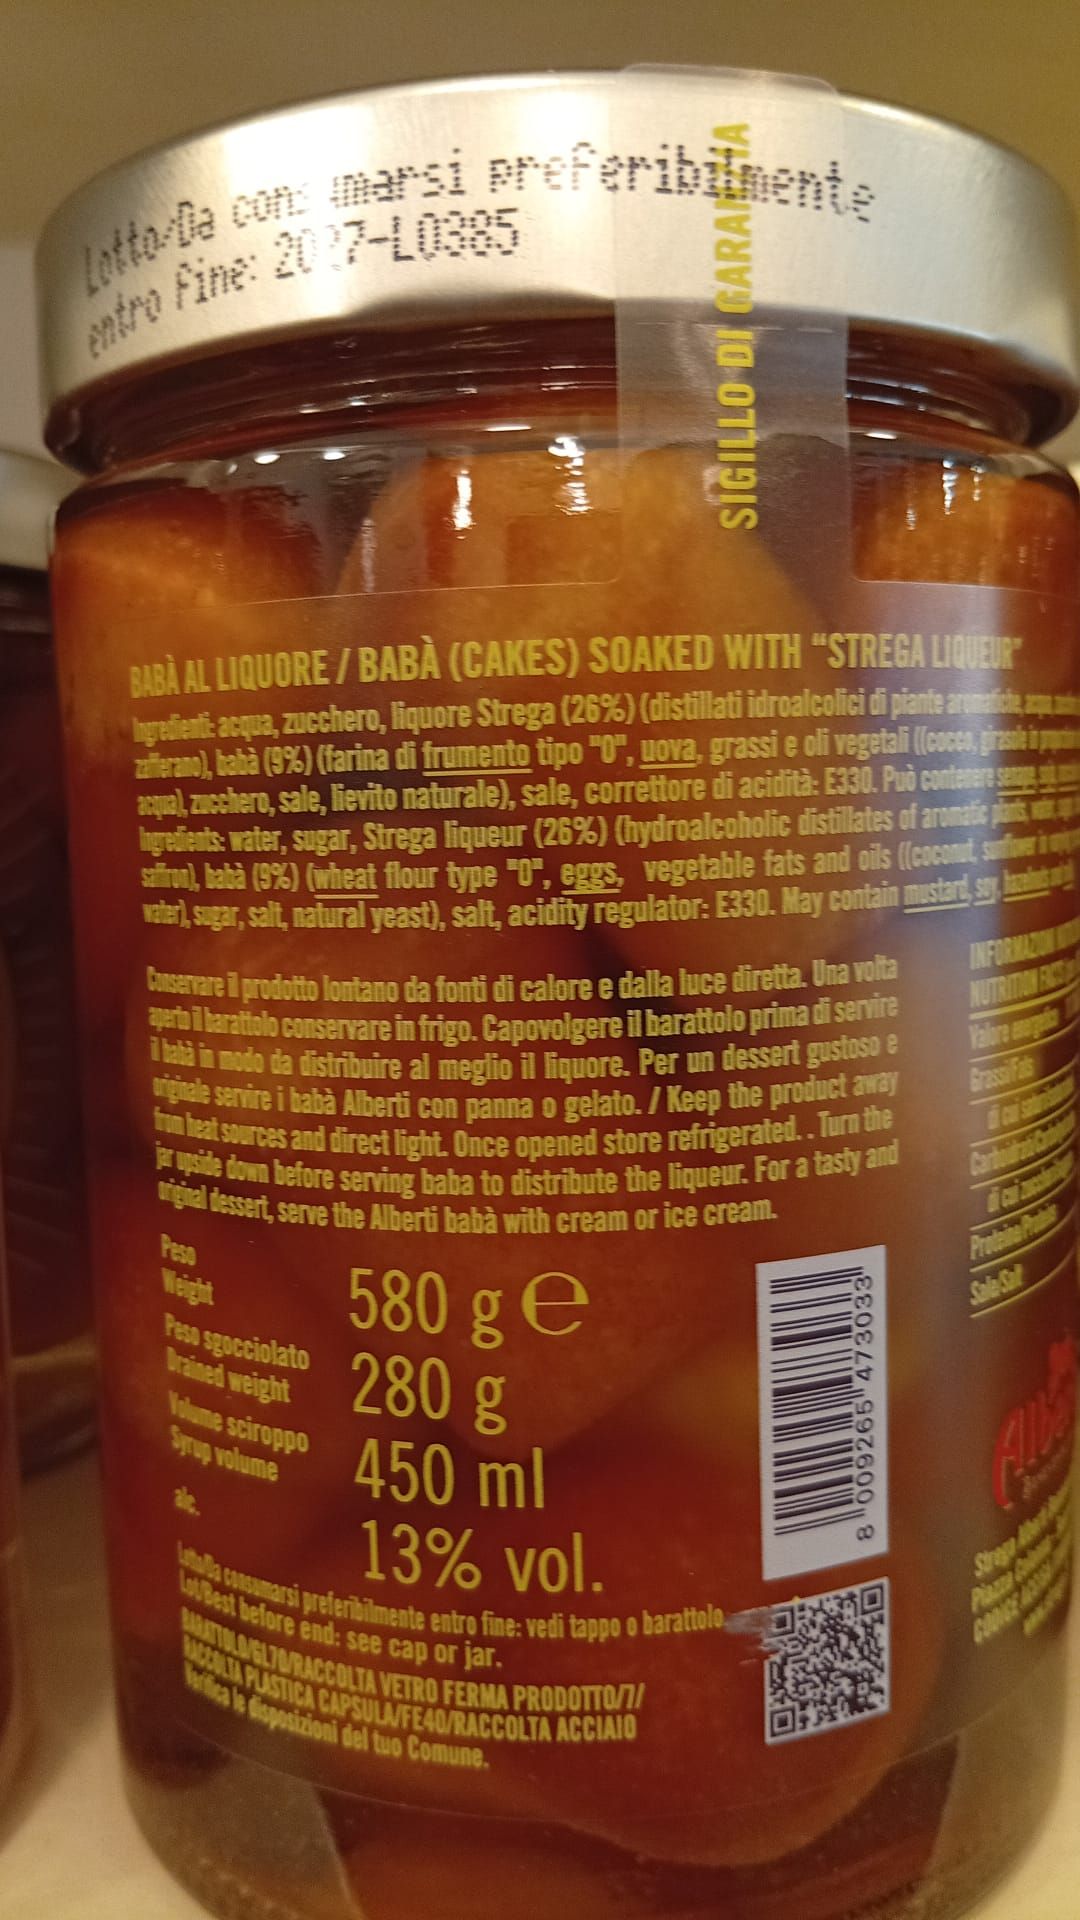 Lotto/Da consumarsi preferibilmente
entro fine: 20 7-L0385
SIGILLO DI GARANZIA
BABÀ AL LIQUORE / BABÀ (CAKES) SOAKED WITH “STREGA LIQUEUR”
Ingredienti: acqua, zucchero, liquore Strega (26%) (distillati idroalcolici di piante aromatiche, acqua,
zafferano), babà (9%) (farina di frumento tipo "0", uova, grassi e oli vegetali ((cocco, girasole in
acqua), zucchero, sale, lievito naturale), sale, correttore di acidità: E330. Può contenere senape,
Ingredients: water, sugar, Strega liqueur (26%) (hydroalcoholic distillates of aromatic plants, water,
saffron), babà (9%) (wheat flour type "0", eggs, vegetable fats and oils ((coconut, sunflower in
water), sugar, salt, natural yeast), salt, acidity regulator: E330. May contain mustard, soy,
Conservare il prodotto lontano da fonti di calore e dalla luce diretta. Una volta
aperto il barattolo conservare in frigo. Capovolgere il barattolo prima di servire
il babà in modo da distribuire al meglio il liquore. Per un dessert gustoso e
originale servire i babà Alberti con panna o gelato. / Keep the product away
from heat sources and direct light. Once opened store refrigerated. . Turn the
jar upside down before serving baba to distribute the liqueur. For a tasty and
original dessert, serve the Alberti babà with cream or ice cream.
Peso
Weight
580 g ℮
Peso sgocciolato
Drained weight
280 g
Volume sciroppo
Syrup volume
450 ml
alc.
13% vol.
Lotto/Da consumarsi preferibilmente entro fine: vedi tappo o barattolo
Lot/Best before end: see cap or jar.
BARATTOLO/GL70/RACCOLTA VETRO FERMA PRODOTTO/7/
RACCOLTA PLASTICA CAPSULA/FE40/RACCOLTA ACCIAIO
Verifica le disposizioni del tuo Comune.
8 009265 473033
NUTRITION
Valore energetico
Grassi/Fats
di cui
di cui
Sale/Salt